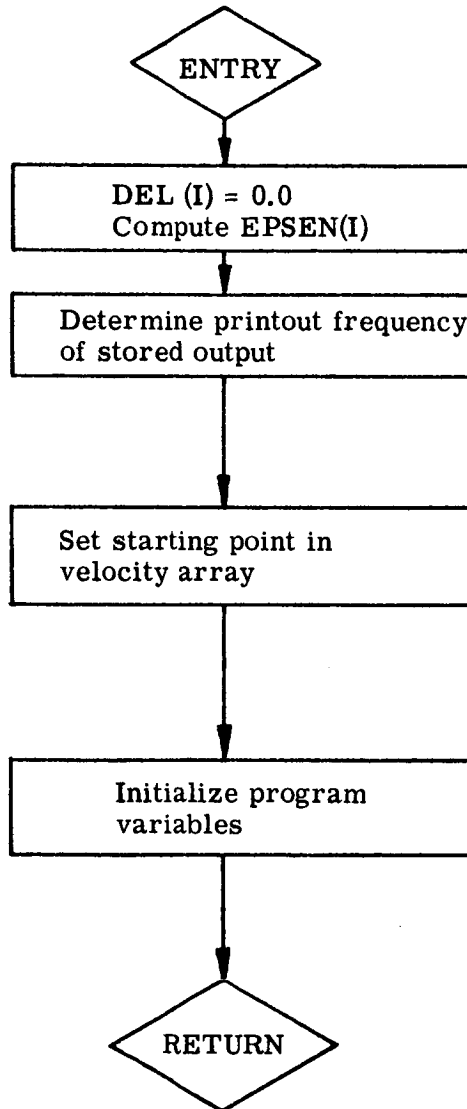 ENTRY
DEL (I) = 0.0
Compute EPSEN(I)
Determine printout frequency
of stored output
Set starting point in
velocity array
Initialize program
variables
RETURN